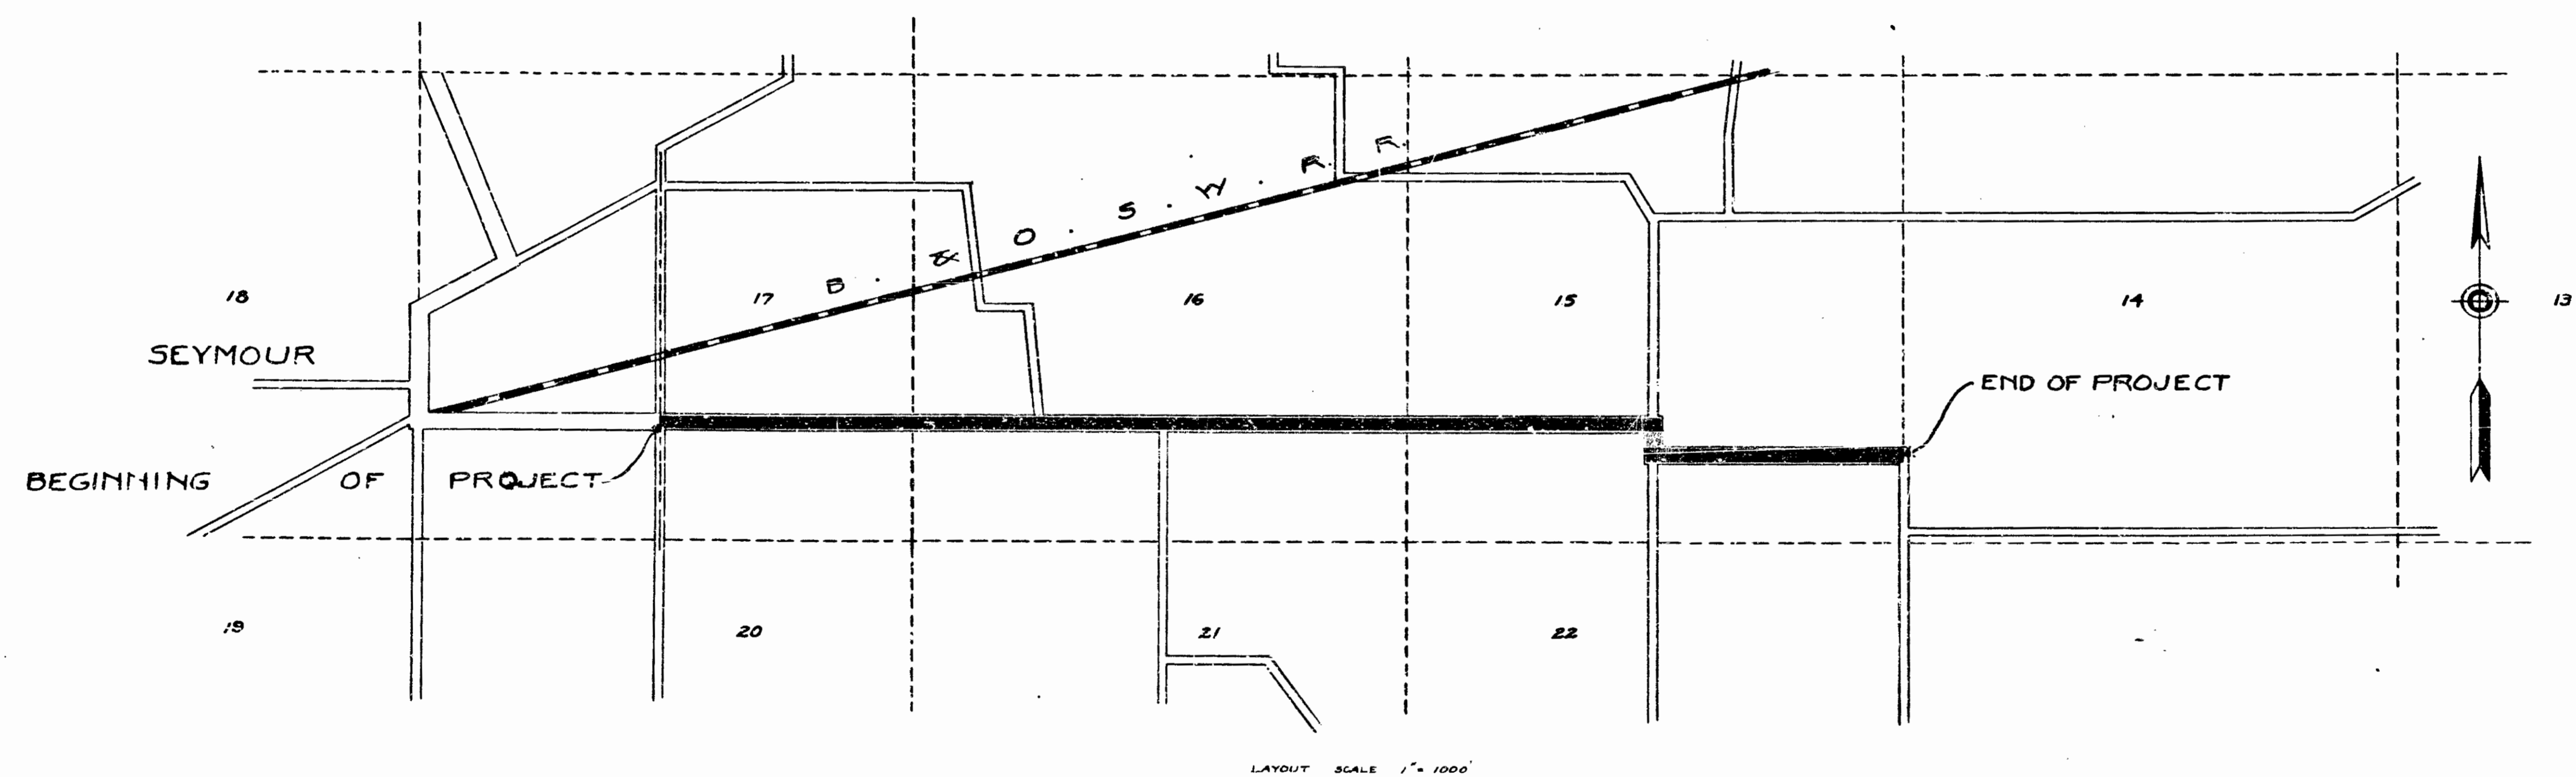 B. & O. S. W. R. R.
18 17 16 15 14 13
SEYMOUR
END OF PROJECT
BEGINNING OF PROJECT
19 20 21 22
LAYOUT SCALE 1" = 1000'